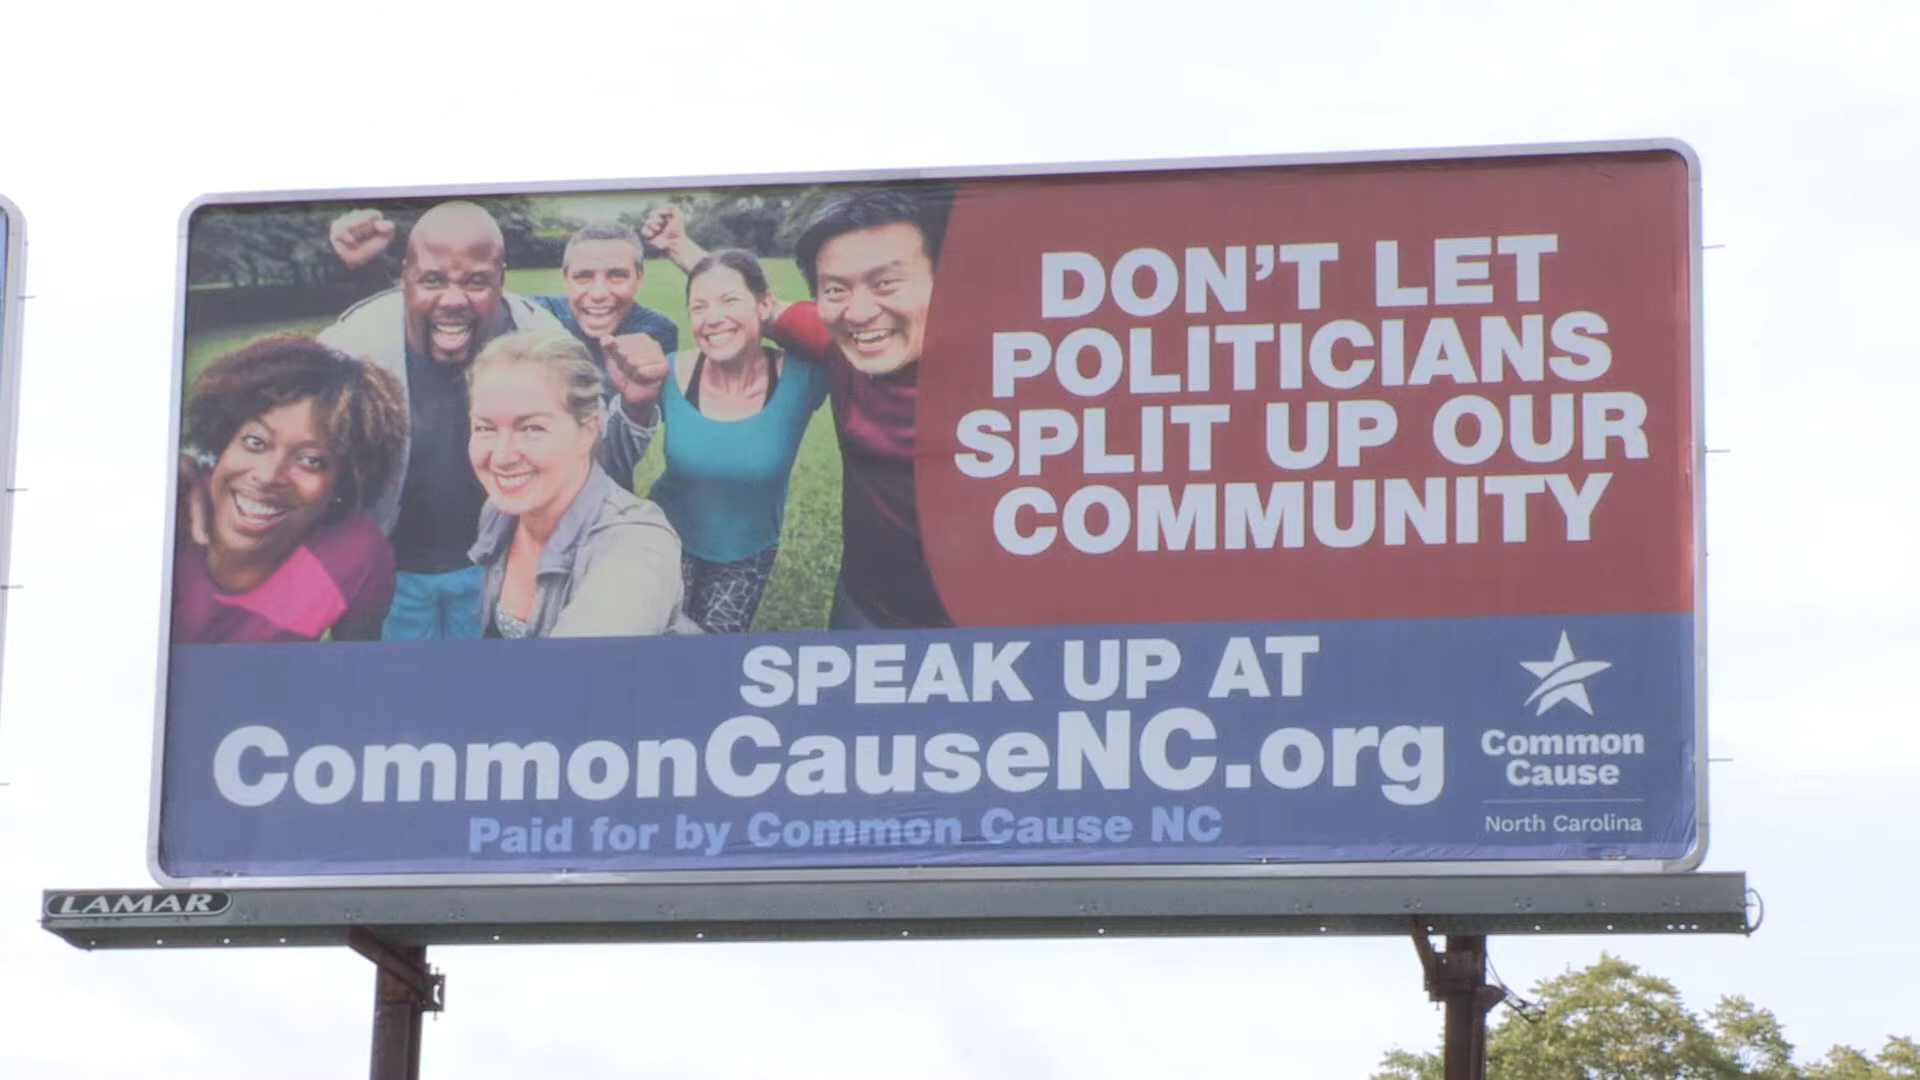 DON'T LET
POLITICIANS
SPLIT UP OUR
COMMUNITY
SPEAK UP AT
CommonCauseNC.org
Paid for by Common Cause NC
Common
Cause
North Carolina
LAMAR